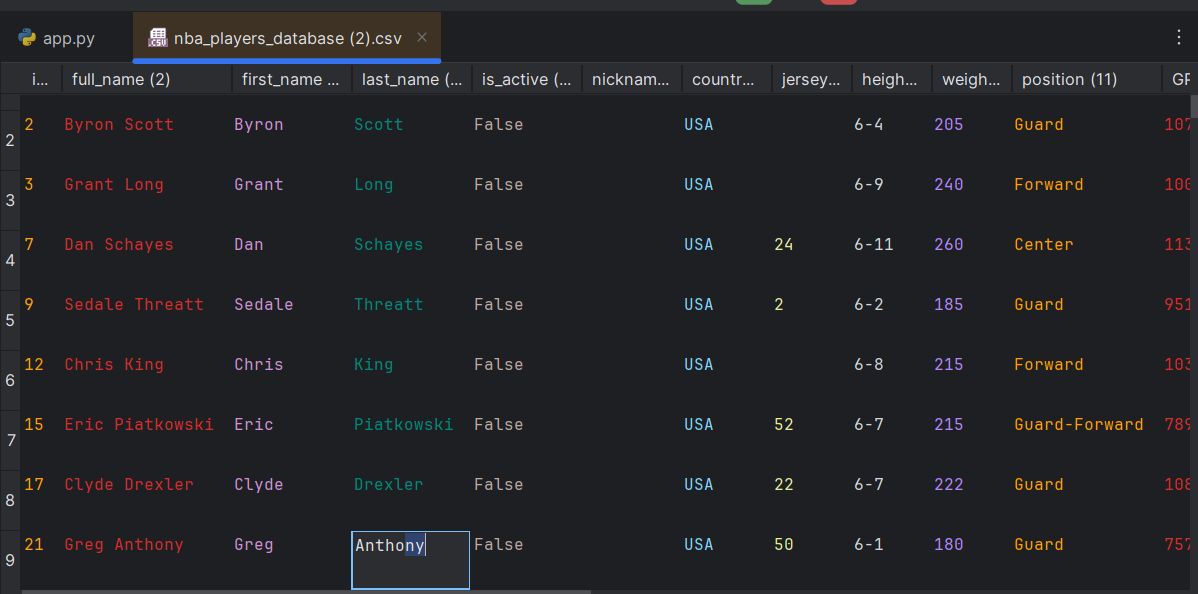 app.py
nba_players_database (2).csv
i... full_name (2) first_name ... last_name (... is_active (... nicknam... countr... jersey... heigh... weigh... position (11) GP
2 2 Byron Scott Byron Scott False USA 6-4 205 Guard 107
3 3 Grant Long Grant Long False USA 6-9 240 Forward 100
4 7 Dan Schayes Dan Schayes False USA 24 6-11 260 Center 113
5 9 Sedale Threatt Sedale Threatt False USA 2 6-2 185 Guard 951
6 12 Chris King Chris King False USA 6-8 215 Forward 103
7 15 Eric Piatkowski Eric Piatkowski False USA 52 6-7 215 Guard-Forward 789
8 17 Clyde Drexler Clyde Drexler False USA 22 6-7 222 Guard 108
9 21 Greg Anthony Greg Anthony False USA 50 6-1 180 Guard 757